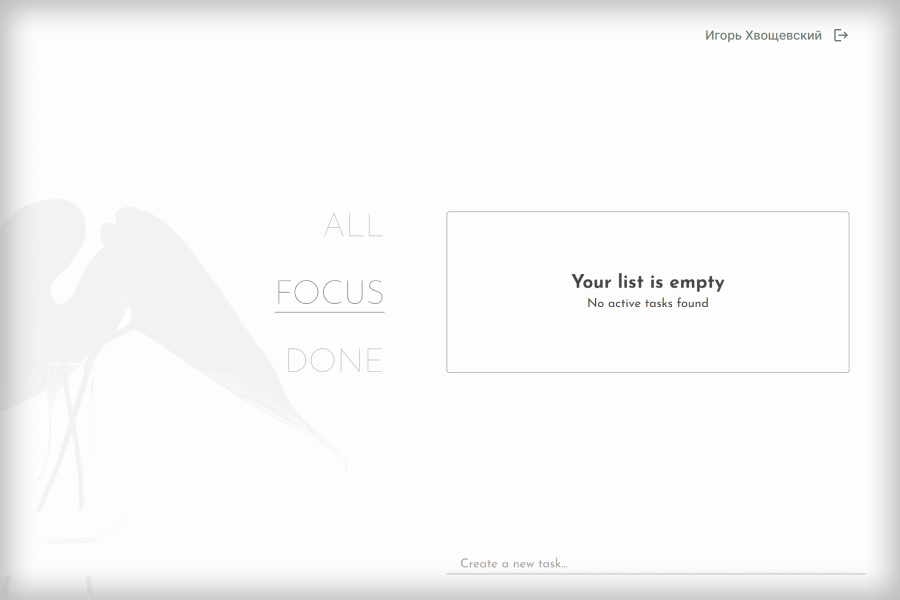 Игорь Хвощевский
ALL
FOCUS
DONE
Your list is empty
No active tasks found
Create a new task...